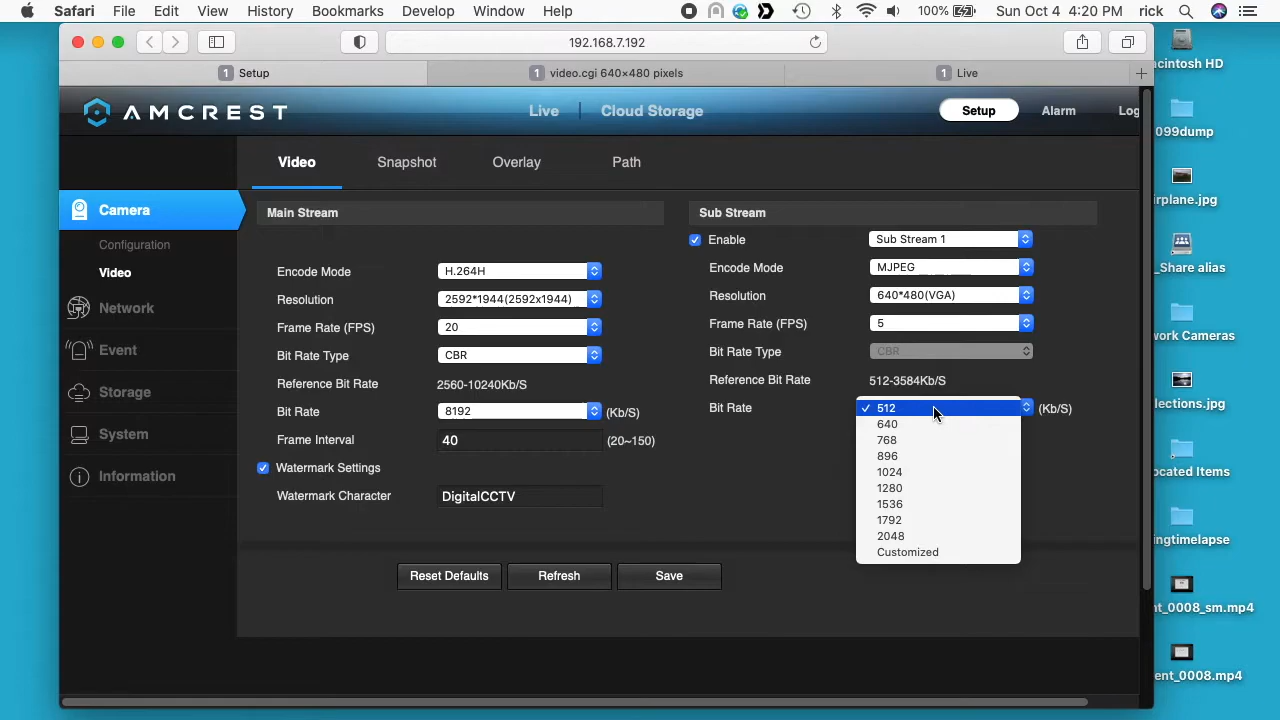 Safari File Edit View History Bookmarks Develop Window Help 100% Sun Oct 4 4:20 PM rick
192.168.7.192
1 Setup 1 video.cgi 640×480 pixels 1 Live
AMCREST Live Cloud Storage Setup Alarm Log
Video Snapshot Overlay Path
Camera
Configuration
Video
Network
Event
Storage
System
Information
Main Stream
Encode Mode H.264H
Resolution 2592*1944(2592x1944)
Frame Rate (FPS) 20
Bit Rate Type CBR
Reference Bit Rate 2560-10240Kb/S
Bit Rate 8192 (Kb/S)
Frame Interval 40 (20~150)
Watermark Settings
Watermark Character DigitalCCTV
Sub Stream
Enable Sub Stream 1
Encode Mode MJPEG
Resolution 640*480(VGA)
Frame Rate (FPS) 5
Bit Rate Type CBR
Reference Bit Rate 512-3584Kb/S
Bit Rate ✓ 512 (Kb/S)
640
768
896
1024
1280
1536
1792
2048
Customized
Reset Defaults Refresh Save
acintosh HD
099dump
irplane.jpg
_Share alias
work Cameras
lections.jpg
ocated Items
ingtimelapse
nt_0008_sm.mp4
ent_0008.mp4